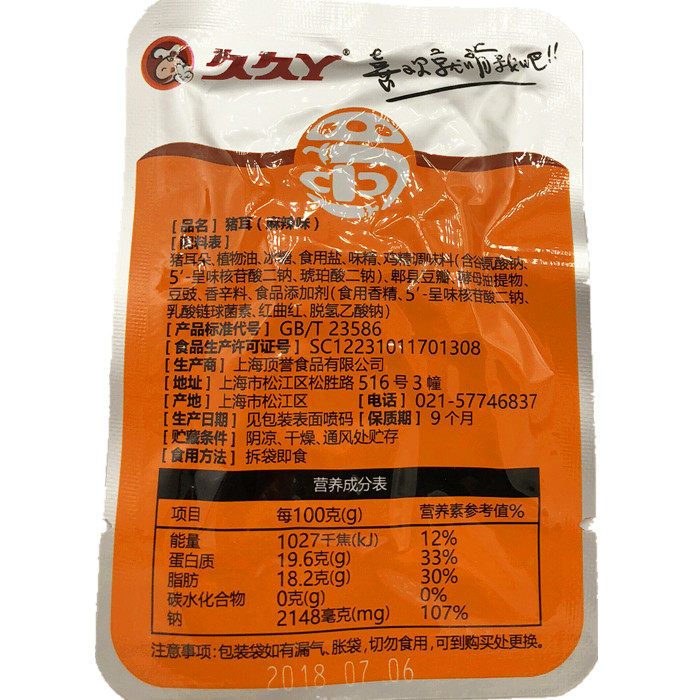 久久丫®
喜欢就啃我吧!!
[品名] 猪耳(麻辣味)
[配料表]
猪耳朵、植物油、冰糖、食用盐、味精、鸡精调味料(含谷氨酸钠、
5′-呈味核苷酸二钠、琥珀酸二钠)、郫县豆瓣、酵母抽提物、
豆豉、香辛料、食品添加剂(食用香精、5′-呈味核苷酸二钠、
乳酸链球菌素、红曲红、脱氢乙酸钠)
[产品标准代号] GB/T 23586
[食品生产许可证号] SC12231011701308
[生产商] 上海顶誉食品有限公司
[地址] 上海市松江区松胜路516号3幢
[产地] 上海市松江区 [电话] 021-57746837
[生产日期] 见包装表面喷码 [保质期] 9个月
[贮藏条件] 阴凉、干燥、通风处贮存
[食用方法] 拆袋即食
营养成分表
项目 每100克(g) 营养素参考值%
能量 1027千焦(kJ) 12%
蛋白质 19.6克(g) 33%
脂肪 18.2克(g) 30%
碳水化合物 0克(g) 0%
钠 2148毫克(mg) 107%
注意事项:包装袋如有漏气、胀袋,切勿食用,可到购买处更换。
2018 07 06